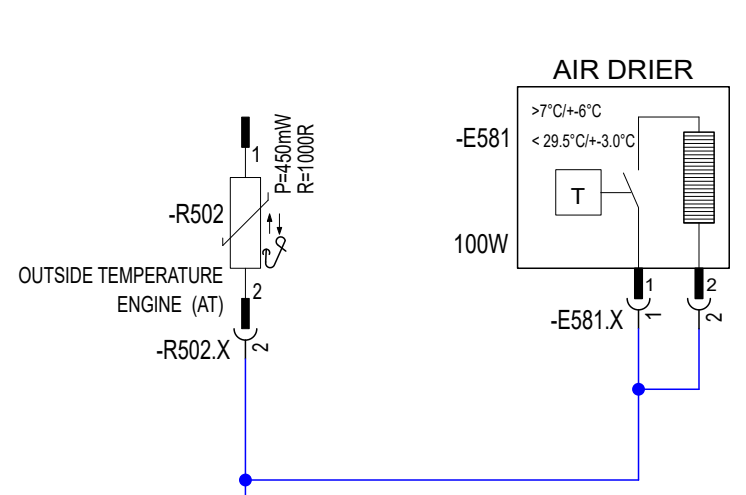 AIR DRIER
>7°C/+-6°C
< 29.5°C/+-3.0°C
-E581
T
100W
1
2
-E581.X
1
2
P=450mW
R=1000R
1
-R502
OUTSIDE TEMPERATURE
ENGINE (AT)
2
-R502.X
2